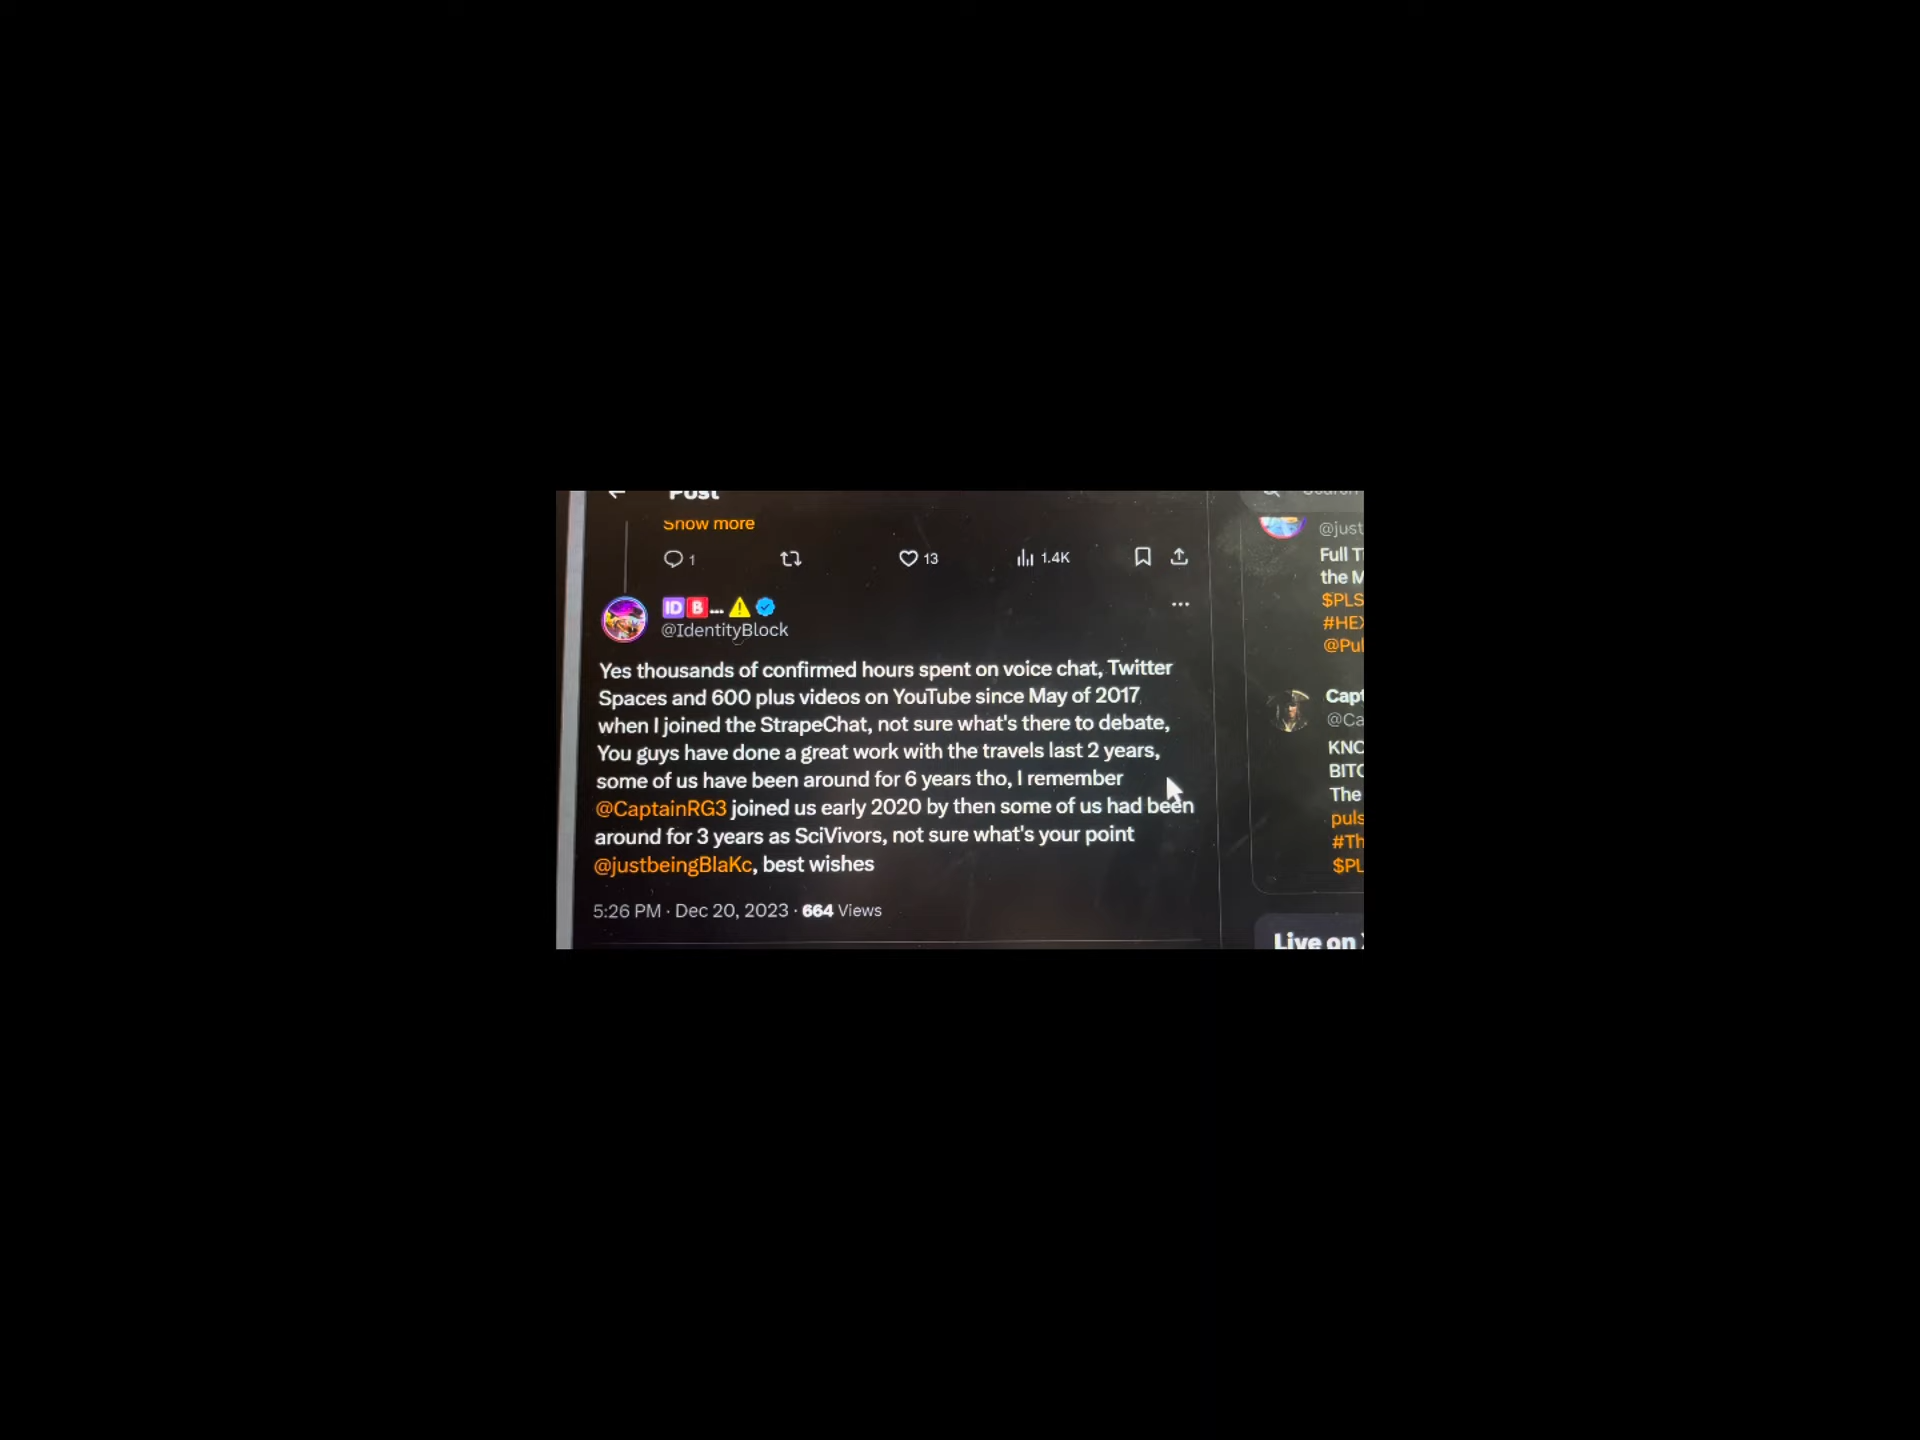 Post
Show more
1 13 1.4K
ID B... ⚠️
@IdentityBlock
Yes thousands of confirmed hours spent on voice chat, Twitter
Spaces and 600 plus videos on YouTube since May of 2017
when I joined the StrapeChat, not sure what's there to debate,
You guys have done a great work with the travels last 2 years,
some of us have been around for 6 years tho, I remember
@CaptainRG3 joined us early 2020 by then some of us had been
around for 3 years as SciVivors, not sure what's your point
@justbeingBlaKc, best wishes
5:26 PM · Dec 20, 2023 · 664 Views
Search
@just
Full T
the M
$PLS
#HEX
@Pul
Capt
@Ca
KNO
BITC
The
puls
#Th
$PL
Live on